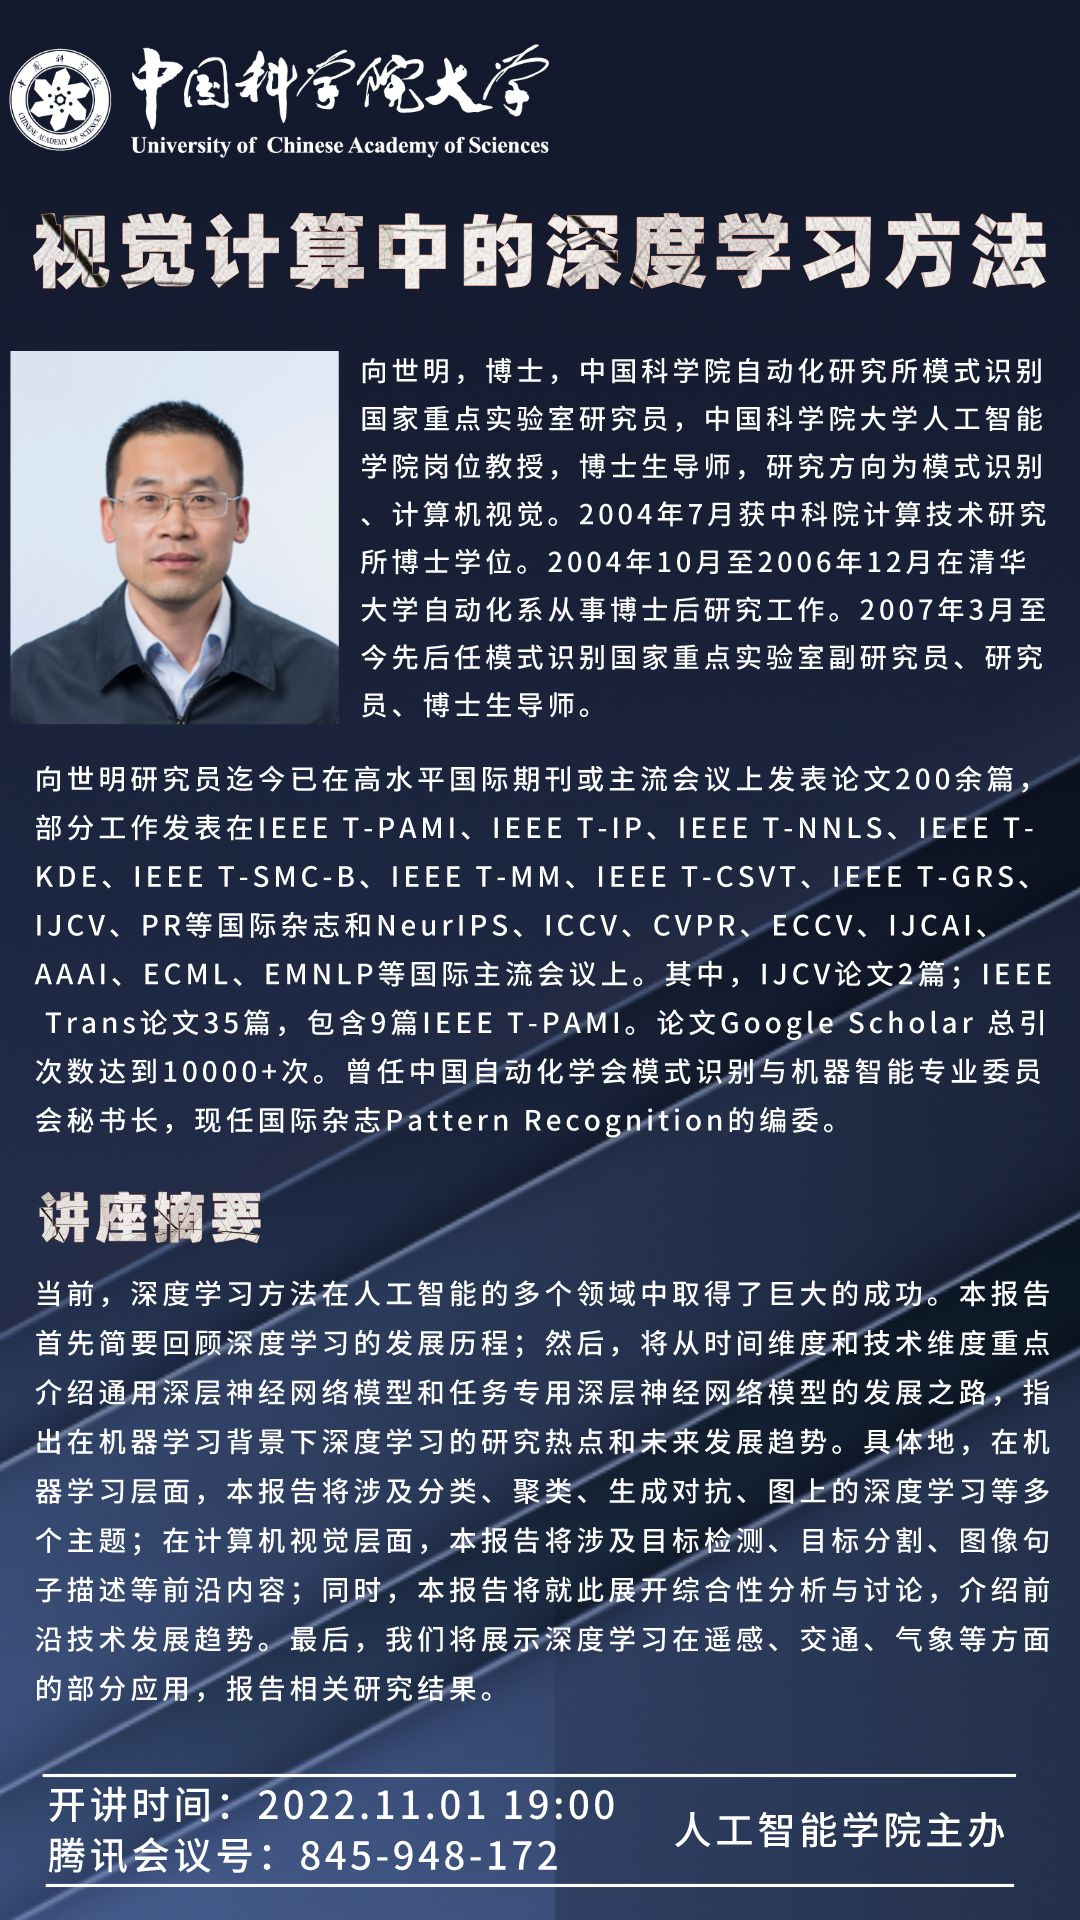 中国科学院
CHINESE ACADEMY OF SCIENCES
中国科学院大学
University of Chinese Academy of Sciences
视觉计算中的深度学习方法
向世明，博士，中国科学院自动化研究所模式识别
国家重点实验室研究员，中国科学院大学人工智能
学院岗位教授，博士生导师，研究方向为模式识别
、计算机视觉。2004年7月获中科院计算技术研究
所博士学位。2004年10月至2006年12月在清华
大学自动化系从事博士后研究工作。2007年3月至
今先后任模式识别国家重点实验室副研究员、研究
员、博士生导师。
向世明研究员迄今已在高水平国际期刊或主流会议上发表论文200余篇，
部分工作发表在IEEE T-PAMI、IEEE T-IP、IEEE T-NNLS、IEEE T-
KDE、IEEE T-SMC-B、IEEE T-MM、IEEE T-CSVT、IEEE T-GRS、
IJCV、PR等国际杂志和NeurIPS、ICCV、CVPR、ECCV、IJCAI、
AAAI、ECML、EMNLP等国际主流会议上。其中，IJCV论文2篇；IEEE
Trans论文35篇，包含9篇IEEE T-PAMI。论文Google Scholar 总引
次数达到10000+次。曾任中国自动化学会模式识别与机器智能专业委员
会秘书长，现任国际杂志Pattern Recognition的编委。
讲座摘要
当前，深度学习方法在人工智能的多个领域中取得了巨大的成功。本报告
首先简要回顾深度学习的发展历程；然后，将从时间维度和技术维度重点
介绍通用深层神经网络模型和任务专用深层神经网络模型的发展之路，指
出在机器学习背景下深度学习的研究热点和未来发展趋势。具体地，在机
器学习层面，本报告将涉及分类、聚类、生成对抗、图上的深度学习等多
个主题；在计算机视觉层面，本报告将涉及目标检测、目标分割、图像句
子描述等前沿内容；同时，本报告将就此展开综合性分析与讨论，介绍前
沿技术发展趋势。最后，我们将展示深度学习在遥感、交通、气象等方面
的部分应用，报告相关研究结果。
开讲时间：2022.11.01 19:00
腾讯会议号：845-948-172
人工智能学院主办